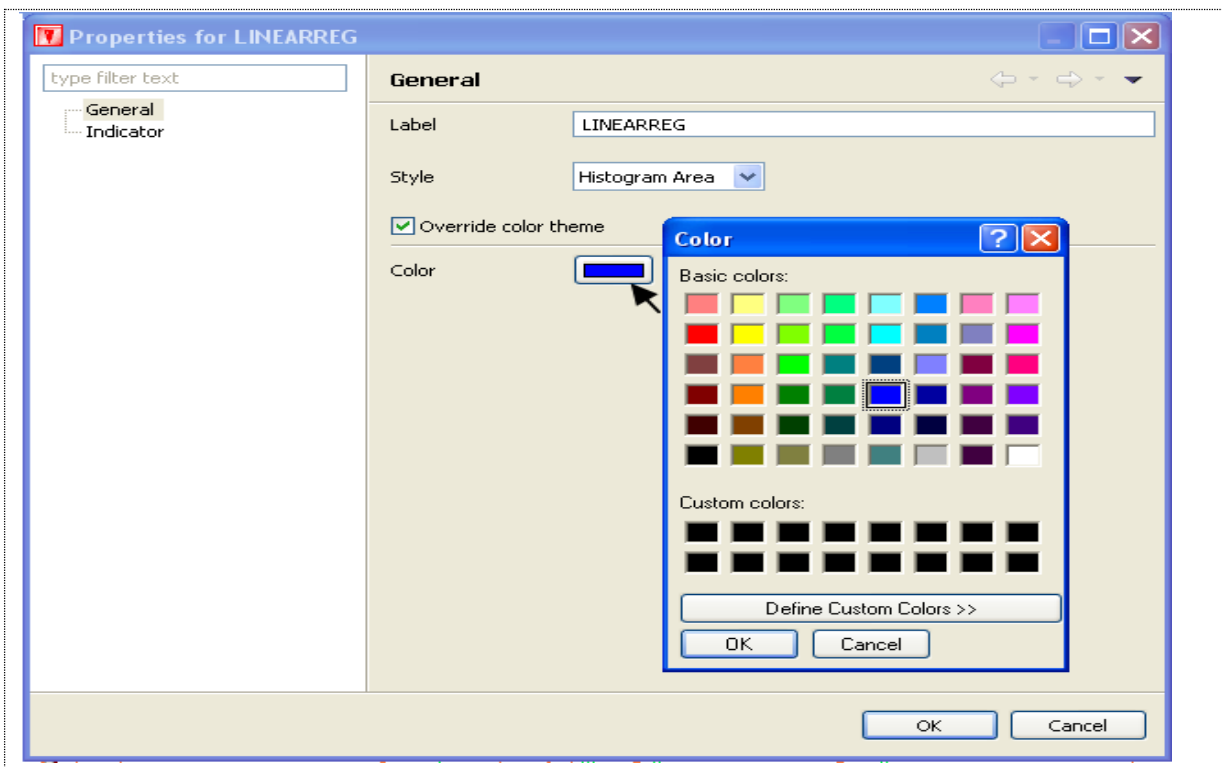 Properties for LINEARREG
type filter text
General
Indicator
General
Label
LINEARREG
Style
Histogram Area
Override color theme
Color
Color
Basic colors:
Custom colors:
Define Custom Colors >>
OK
Cancel
OK
Cancel